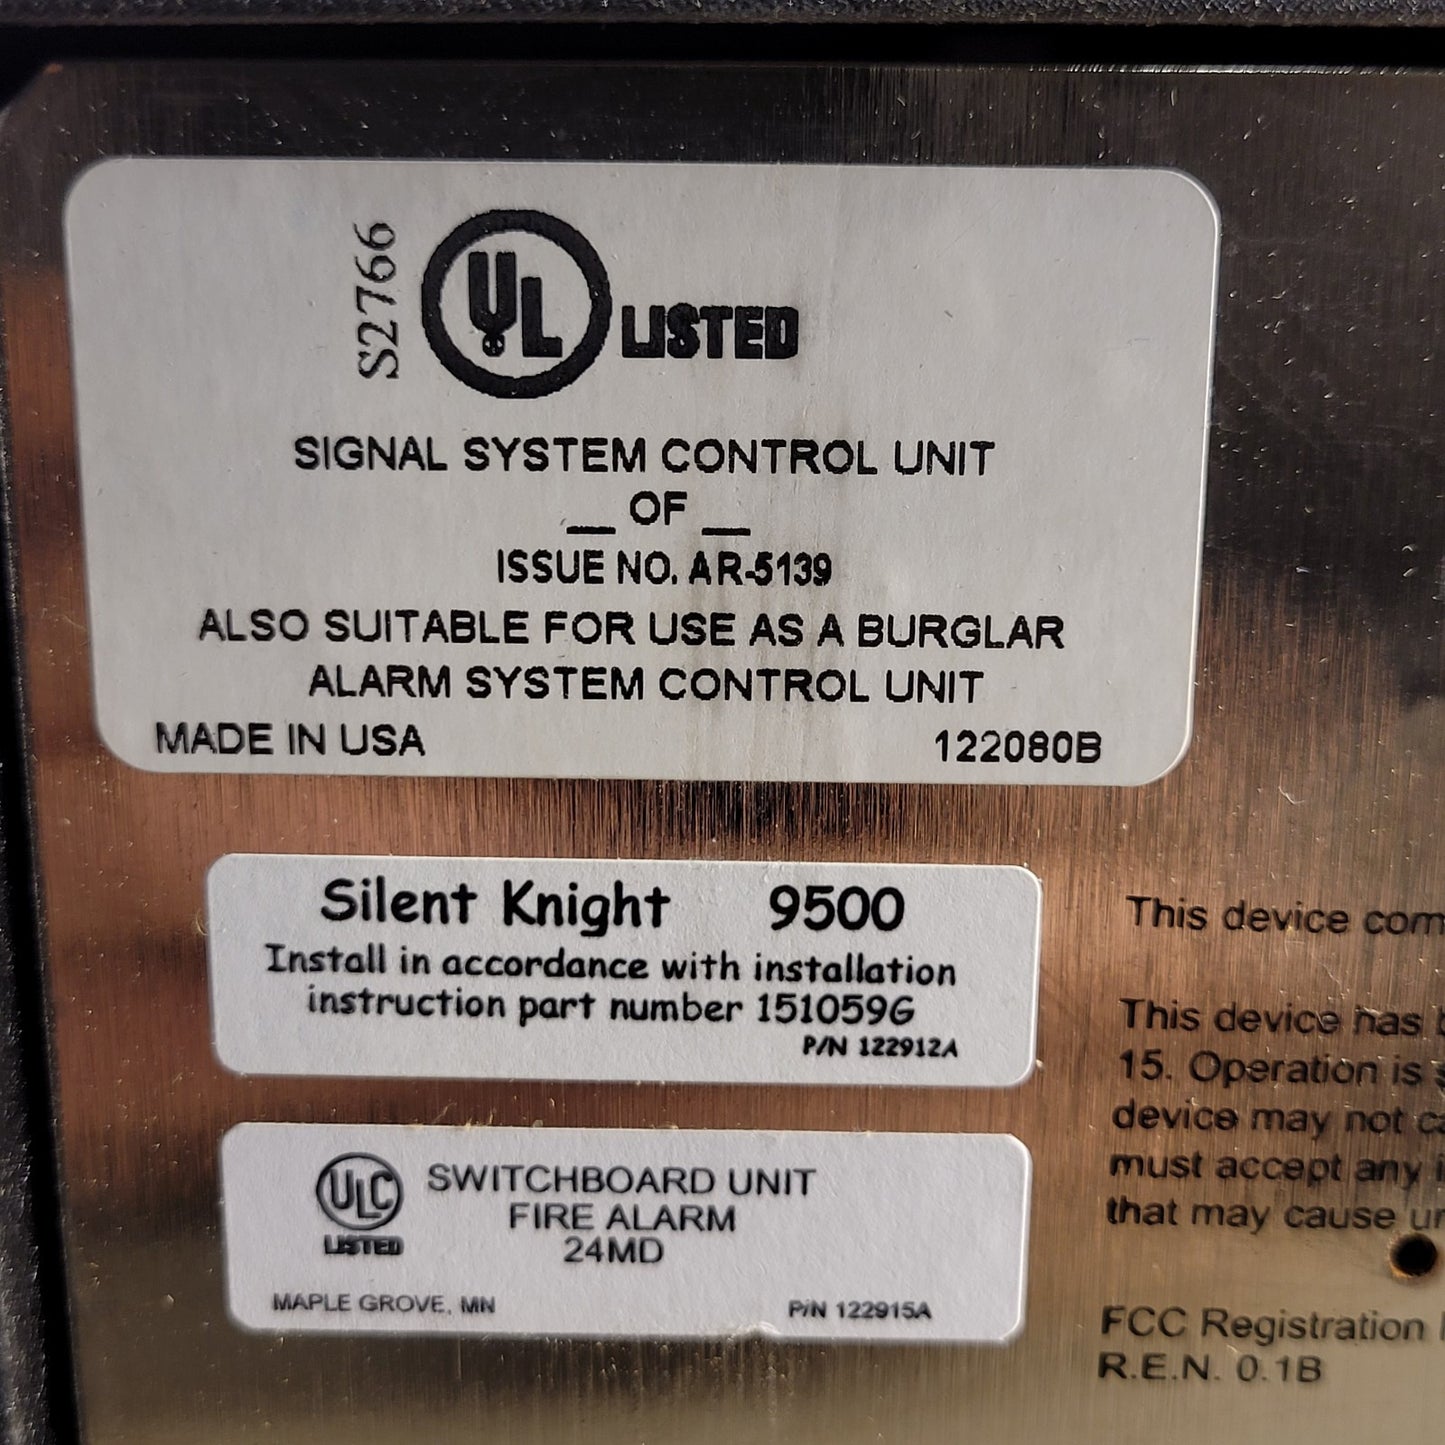 S2766
UL LISTED
SIGNAL SYSTEM CONTROL UNIT
__ OF __
ISSUE NO. AR-5139
ALSO SUITABLE FOR USE AS A BURGLAR
ALARM SYSTEM CONTROL UNIT
MADE IN USA 122080B
Silent Knight 9500
Install in accordance with installation
instruction part number 151059G
P/N 122912A
ULC LISTED
SWITCHBOARD UNIT
FIRE ALARM
24MD
MAPLE GROVE, MN P/N 122915A
This device com
This device has
15. Operation is
device may not
must accept any
that may cause
FCC Registration
R.E.N. 0.1B